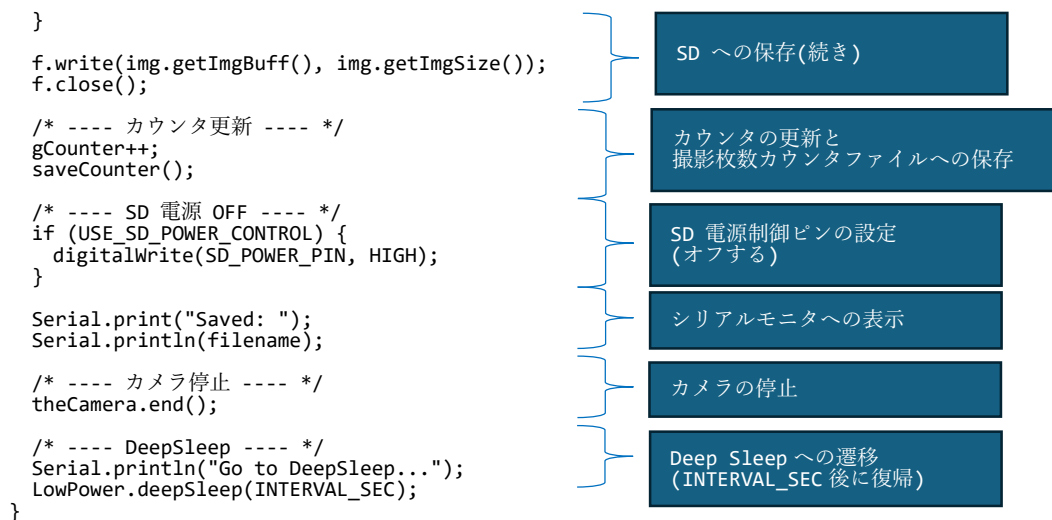 }
f.write(img.getImgBuff(), img.getImgSize());
f.close();
/* ---- カウンタ更新 ---- */
gCounter++;
saveCounter();
/* ---- SD 電源 OFF ---- */
if (USE_SD_POWER_CONTROL) {
digitalWrite(SD_POWER_PIN, HIGH);
}
Serial.print("Saved: ");
Serial.println(filename);
/* ---- カメラ停止 ---- */
theCamera.end();
/* ---- DeepSleep ---- */
Serial.println("Go to DeepSleep...");
LowPower.deepSleep(INTERVAL_SEC);
}
SD への保存(続き)
カウンタの更新と
撮影枚数カウンタファイルへの保存
SD 電源制御ピンの設定
(オフする)
シリアルモニタへの表示
カメラの停止
Deep Sleep への遷移
(INTERVAL_SEC 後に復帰)